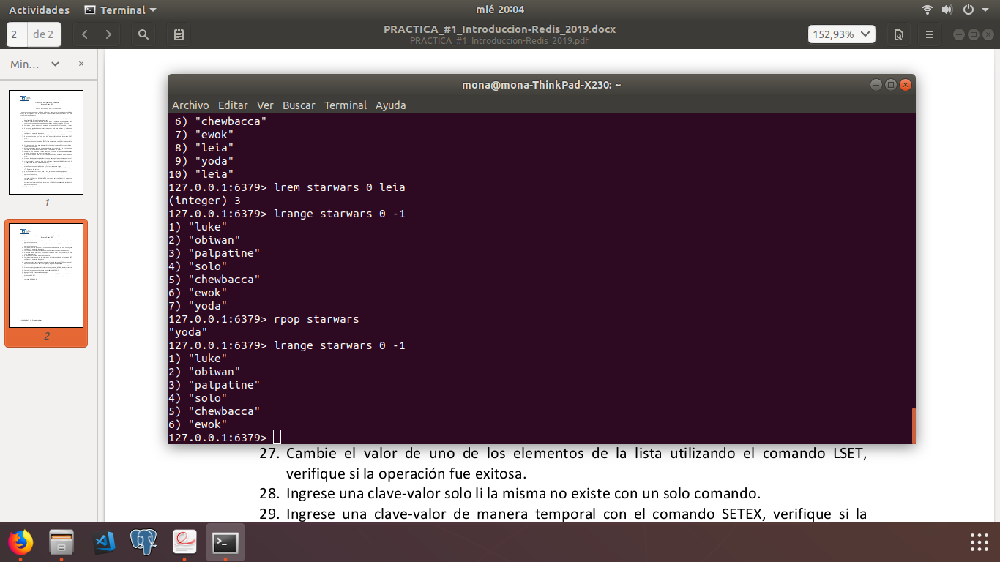 Actividades Terminal mié 20:04
2 de 2 PRACTICA_#1_Introduccion-Redis_2019.docx 152,93%
PRACTICA_#1_Introduccion-Redis_2019.pdf
Min...
1
2
mona@mona-ThinkPad-X230: ~
Archivo Editar Ver Buscar Terminal Ayuda
6) "chewbacca"
7) "ewok"
8) "leia"
9) "yoda"
10) "leia"
127.0.0.1:6379> lrem starwars 0 leia
(integer) 3
127.0.0.1:6379> lrange starwars 0 -1
1) "luke"
2) "obiwan"
3) "palpatine"
4) "solo"
5) "chewbacca"
6) "ewok"
7) "yoda"
127.0.0.1:6379> rpop starwars
"yoda"
127.0.0.1:6379> lrange starwars 0 -1
1) "luke"
2) "obiwan"
3) "palpatine"
4) "solo"
5) "chewbacca"
6) "ewok"
127.0.0.1:6379>
27. Cambie el valor de uno de los elementos de la lista utilizando el comando LSET,
verifique si la operación fue exitosa.
28. Ingrese una clave-valor solo li la misma no existe con un solo comando.
29. Ingrese una clave-valor de manera temporal con el comando SETEX, verifique si la